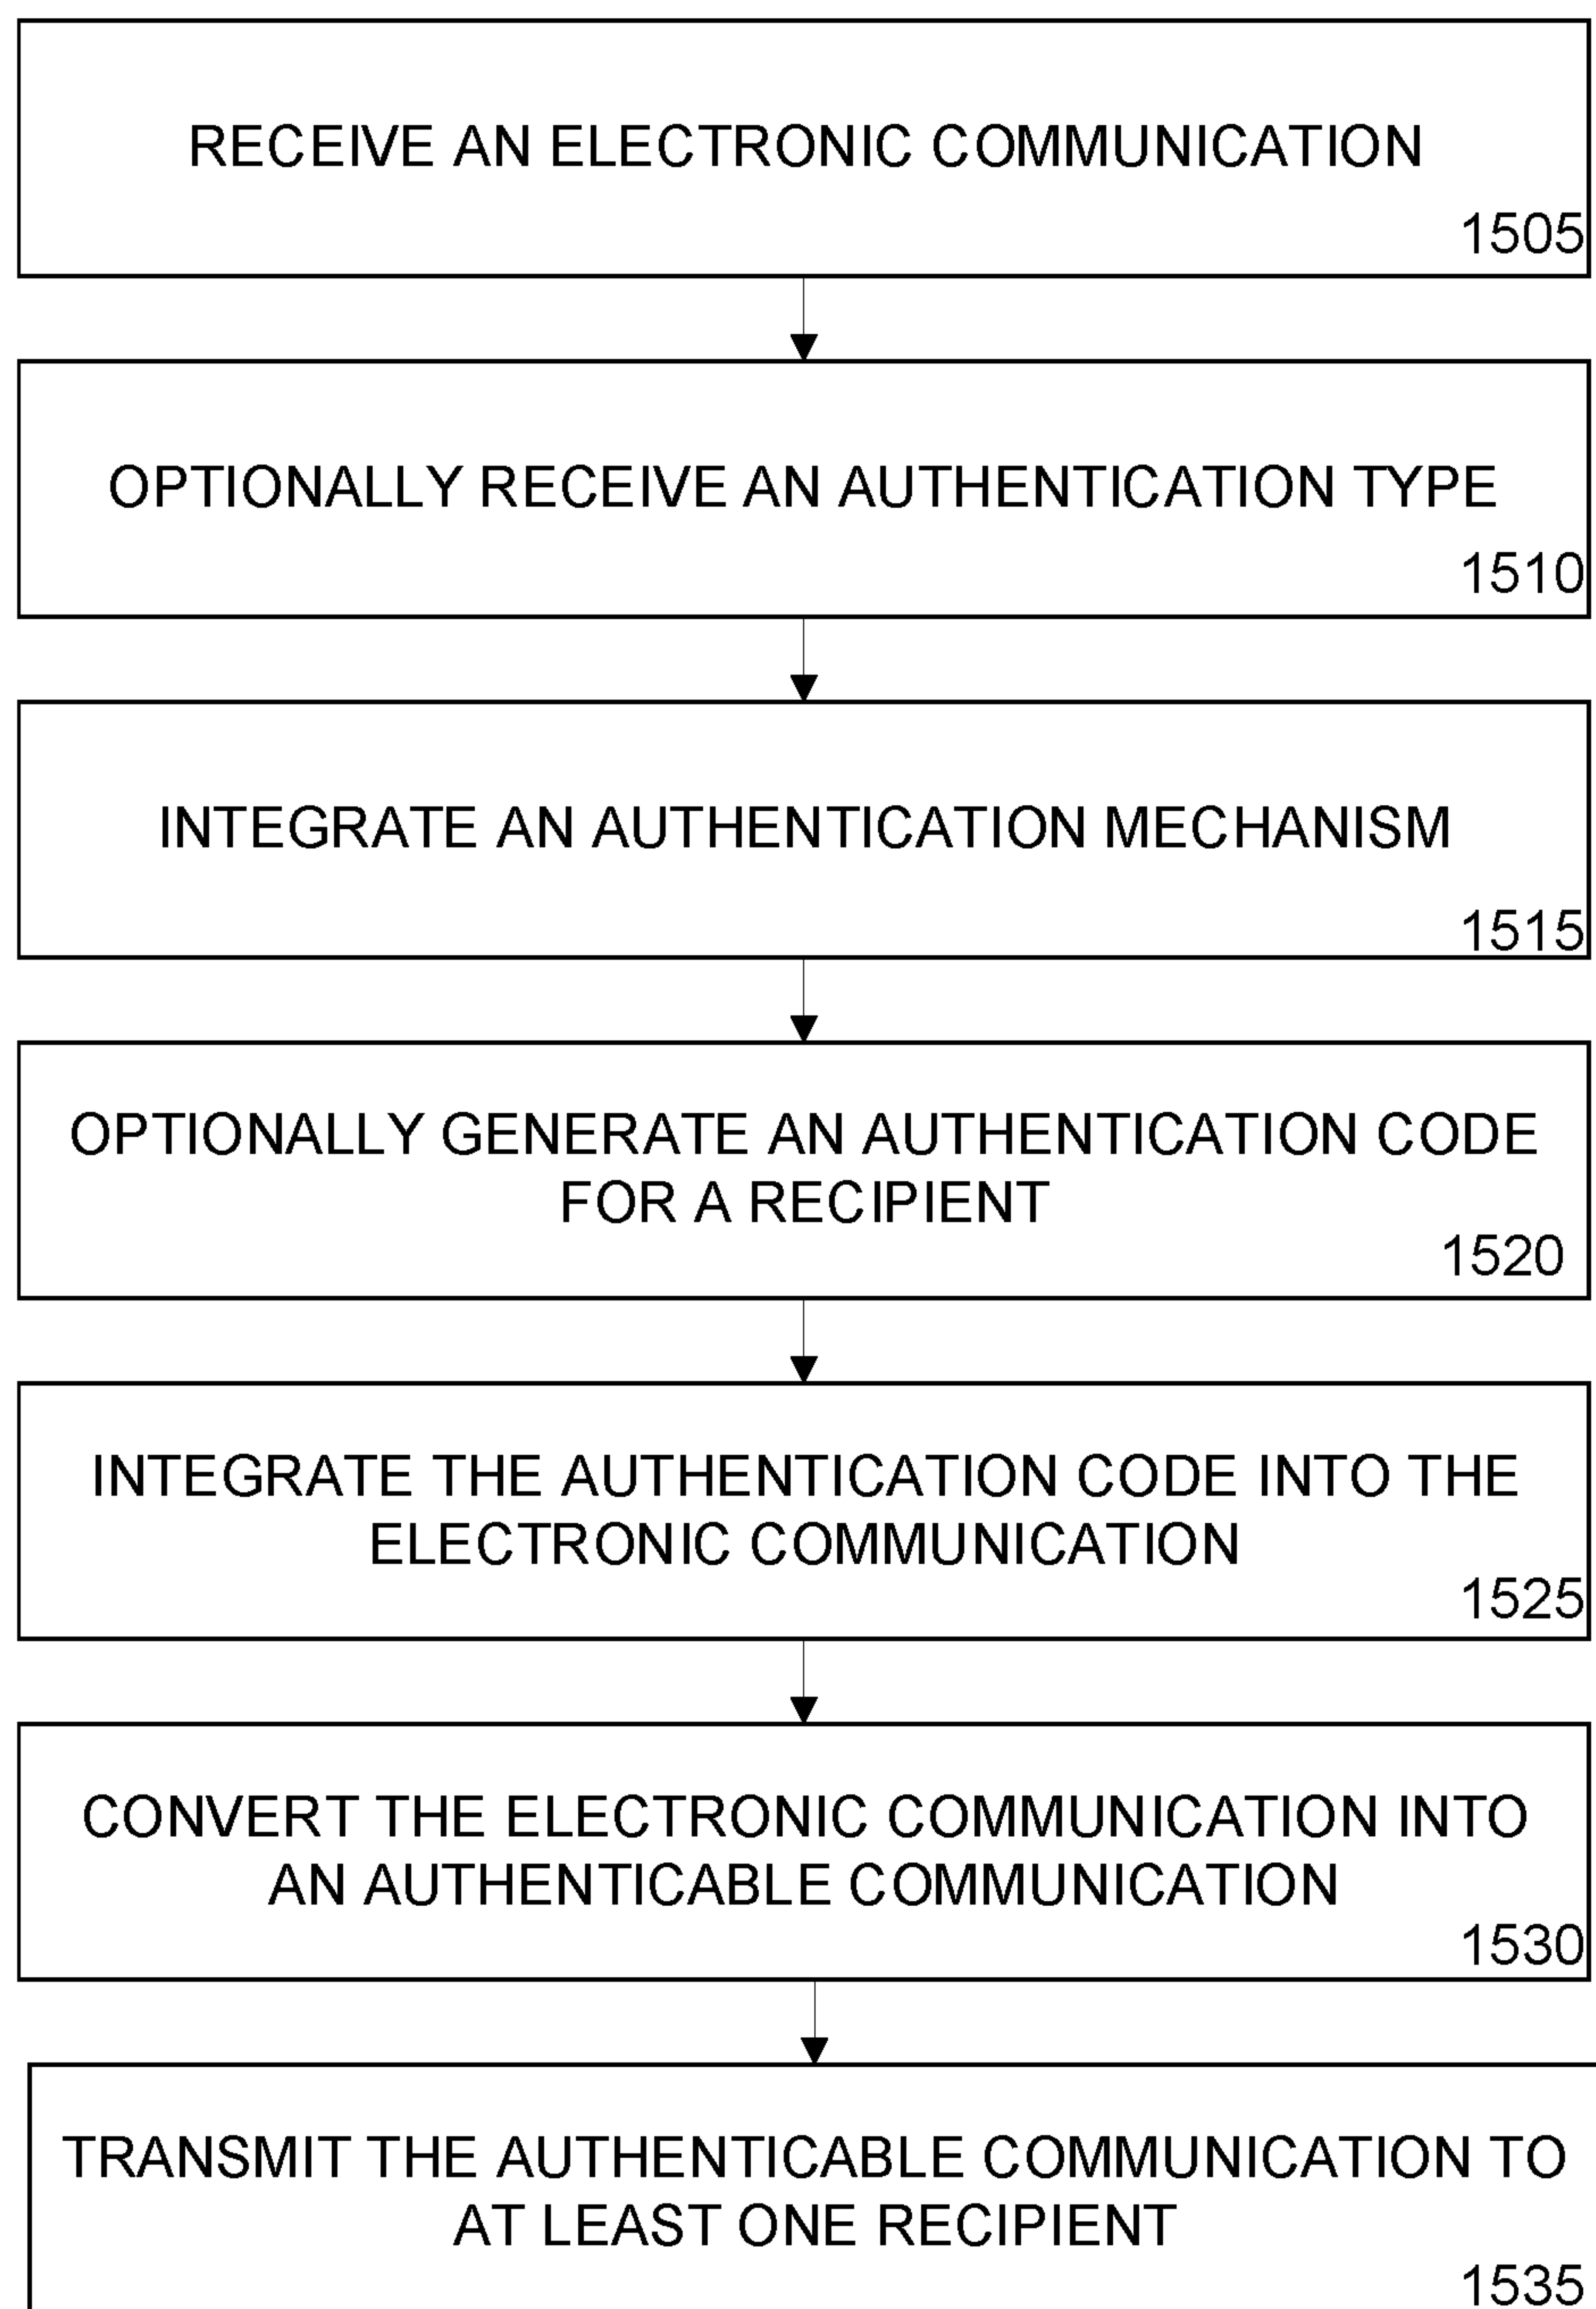 RECEIVE AN ELECTRONIC COMMUNICATION
1505
OPTIONALLY RECEIVE AN AUTHENTICATION TYPE
1510
INTEGRATE AN AUTHENTICATION MECHANISM
1515
OPTIONALLY GENERATE AN AUTHENTICATION CODE
FOR A RECIPIENT
1520
INTEGRATE THE AUTHENTICATION CODE INTO THE
ELECTRONIC COMMUNICATION
1525
CONVERT THE ELECTRONIC COMMUNICATION INTO
AN AUTHENTICABLE COMMUNICATION
1530
TRANSMIT THE AUTHENTICABLE COMMUNICATION TO
AT LEAST ONE RECIPIENT
1535